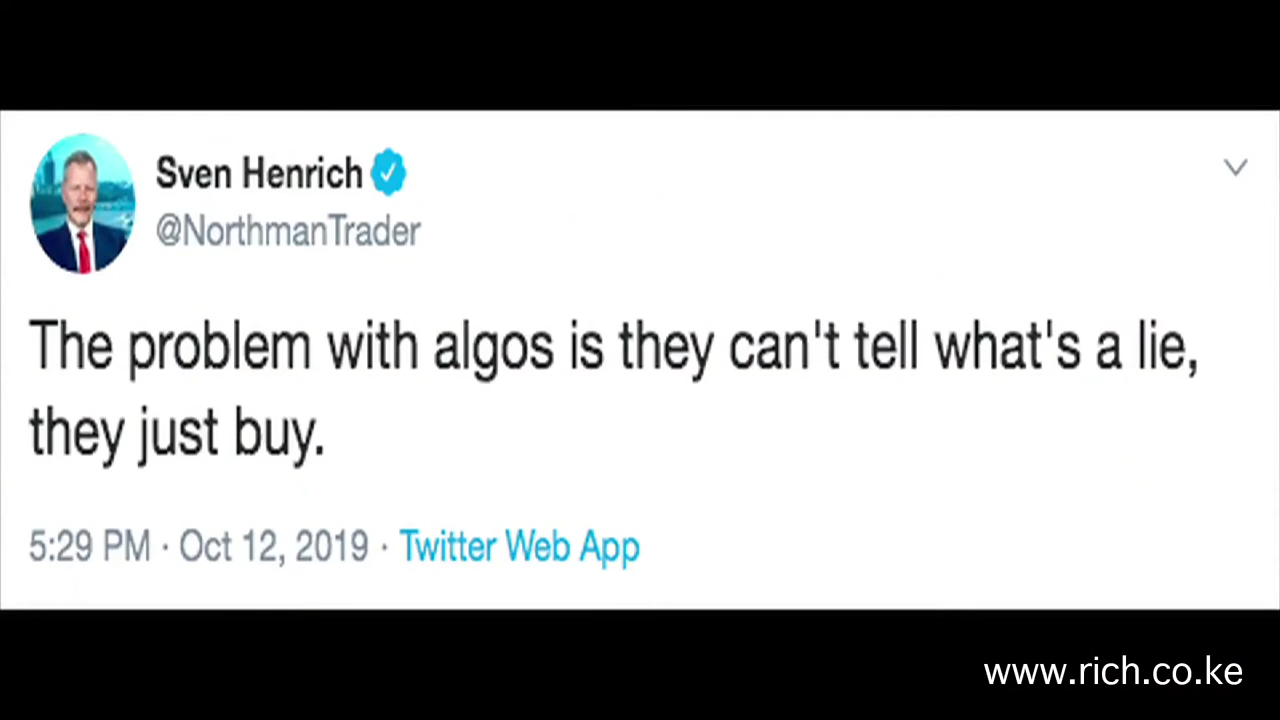 Sven Henrich
@NorthmanTrader
The problem with algos is they can't tell what's a lie,
they just buy.
5:29 PM · Oct 12, 2019 · Twitter Web App
www.rich.co.ke